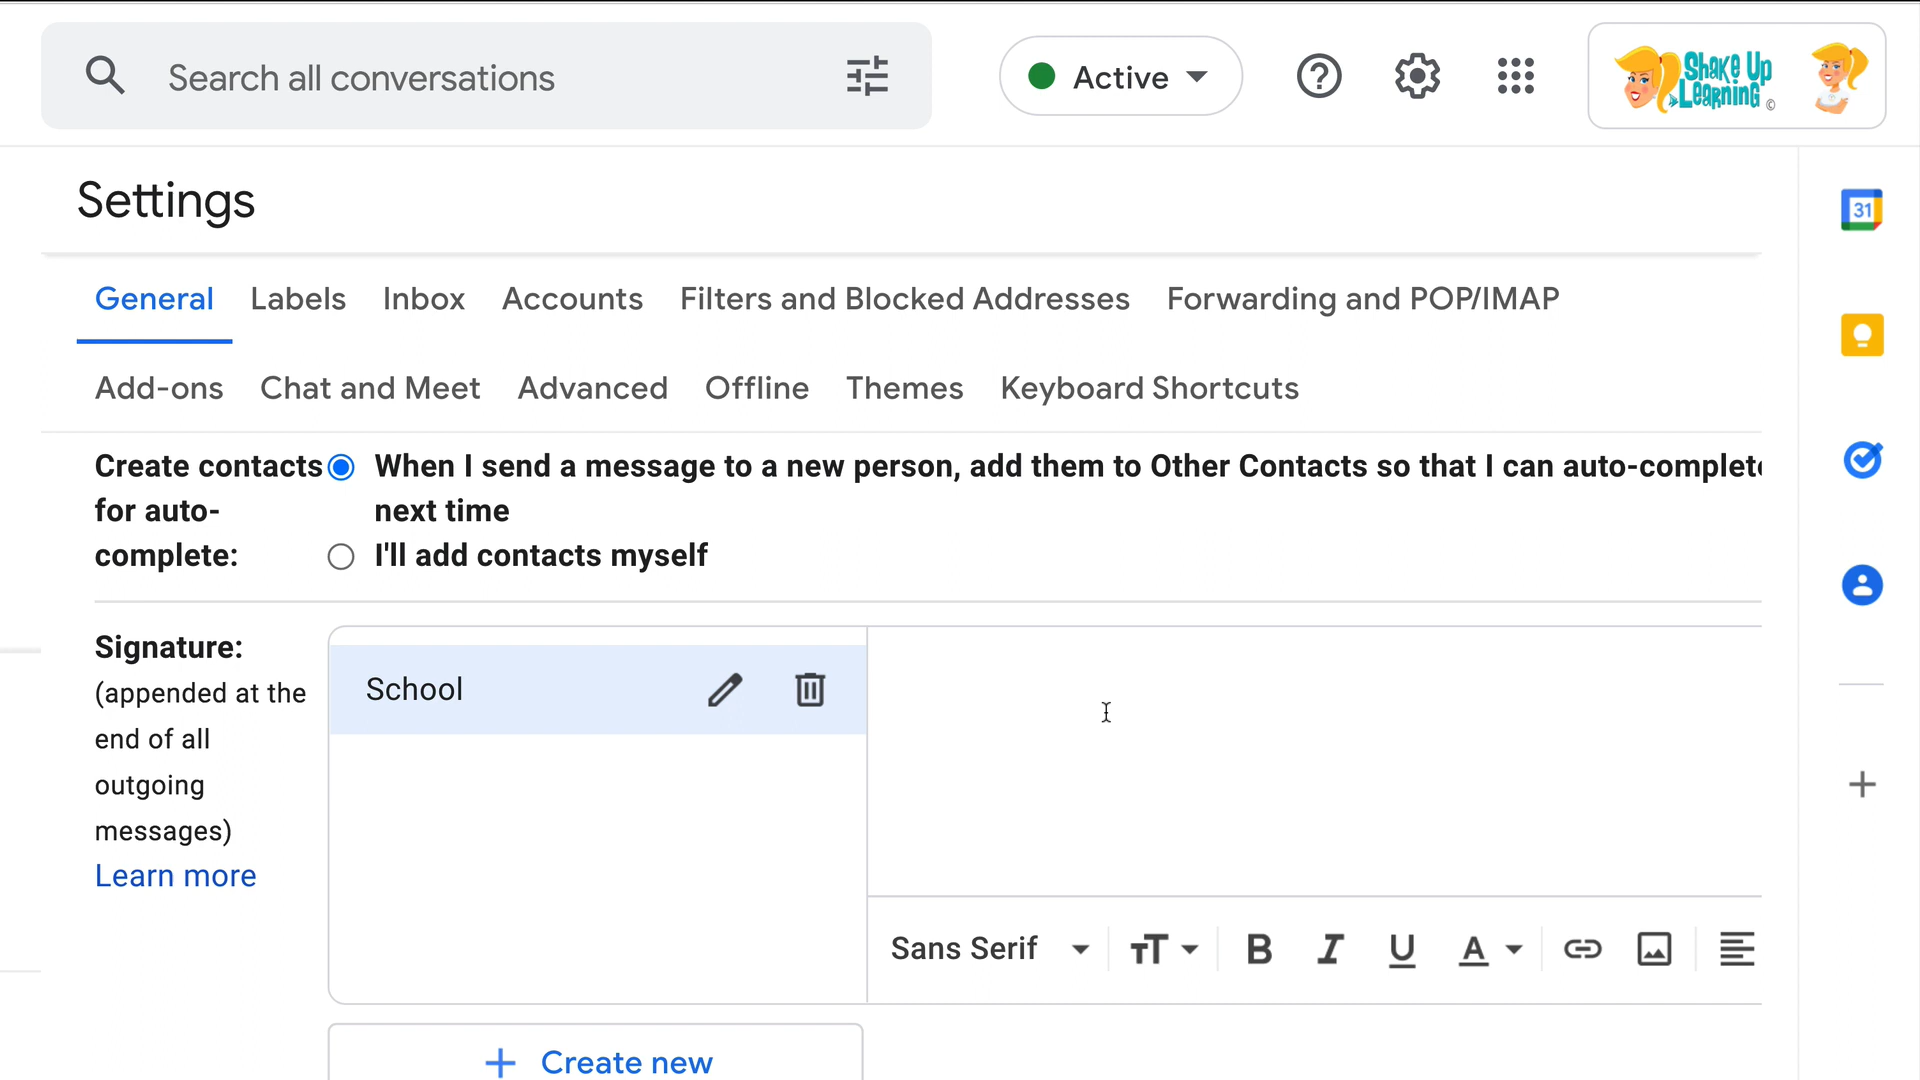 Search all conversations
Active
Shake Up
Learning ©
Settings
General Labels Inbox Accounts Filters and Blocked Addresses Forwarding and POP/IMAP
Add-ons Chat and Meet Advanced Offline Themes Keyboard Shortcuts
31
Create contacts
for auto-
complete:
When I send a message to a new person, add them to Other Contacts so that I can auto-complete
next time
I'll add contacts myself
Signature:
(appended at the
end of all
outgoing
messages)
Learn more
School
Sans Serif TT B I U A
+ Create new